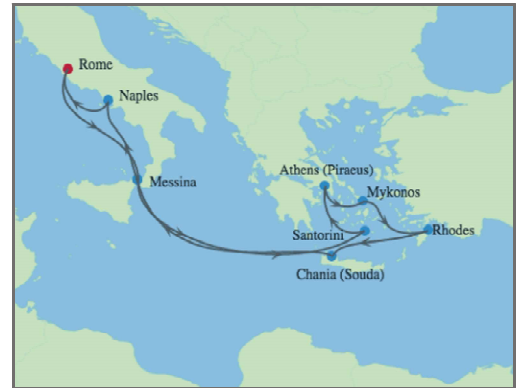 Rome
Naples
Messina
Athens (Piraeus)
Mykonos
Santorini
Rhodes
Chania (Souda)